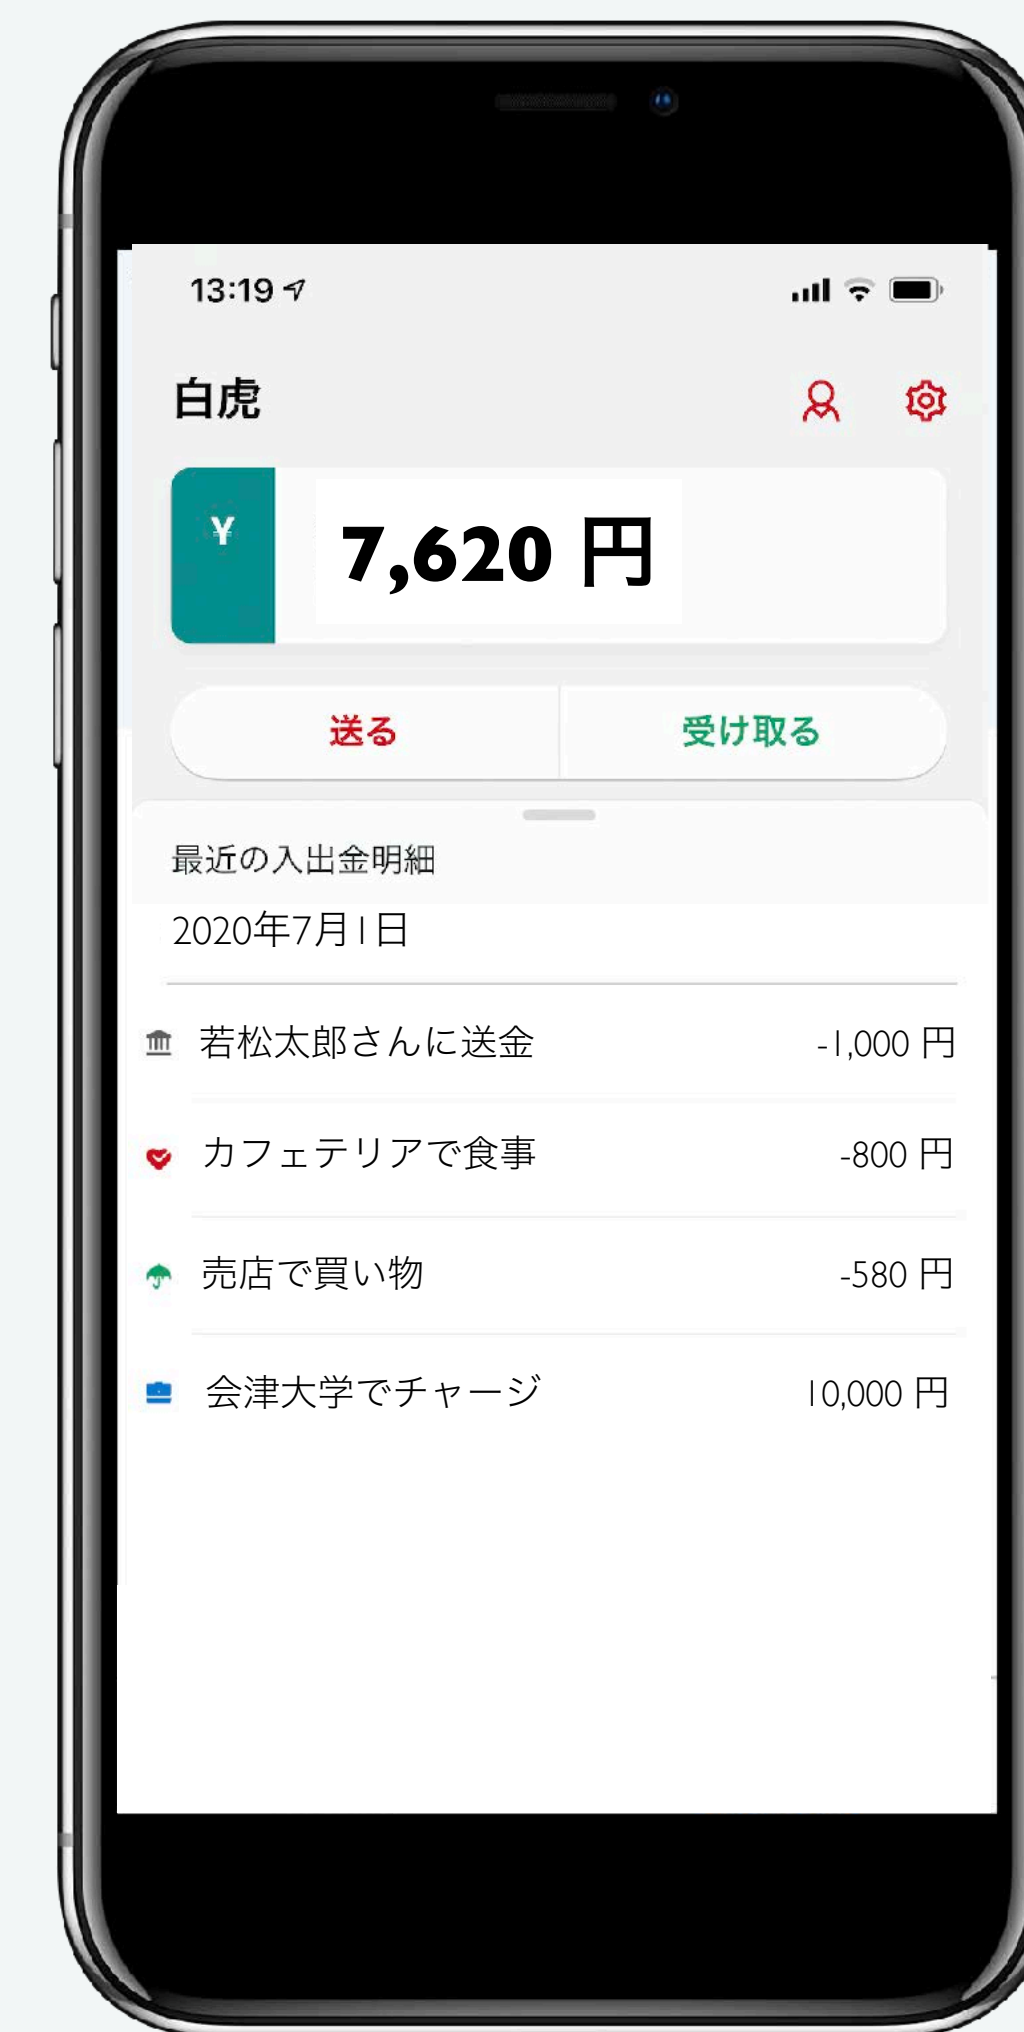 13:19
白虎
¥
7,620 円
送る 受け取る
最近の入出金明細
2020年7月1日
若松太郎さんに送金 -1,000 円
カフェテリアで食事 -800 円
売店で買い物 -580 円
会津大学でチャージ 10,000 円